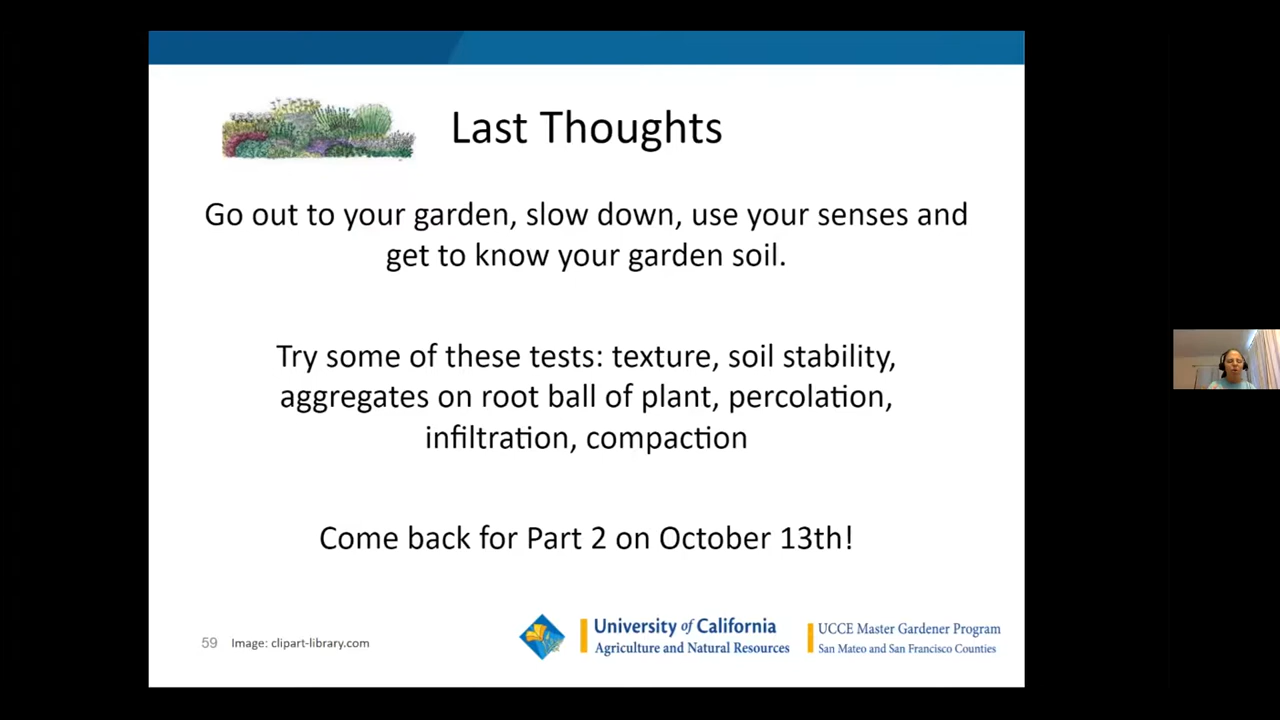 Last Thoughts
Go out to your garden, slow down, use your senses and
get to know your garden soil.
Try some of these tests: texture, soil stability,
aggregates on root ball of plant, percolation,
infiltration, compaction
Come back for Part 2 on October 13th!
59 Image: clipart-library.com
University of California
Agriculture and Natural Resources
UCCE Master Gardener Program
San Mateo and San Francisco Counties